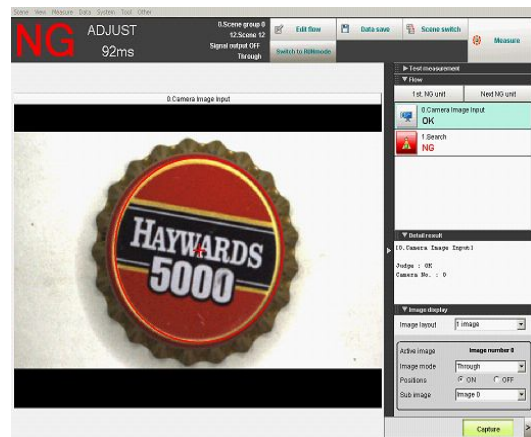 Scene View Measure Data System Tool Other
NG
ADJUST
92ms
0.Scene group 0
12.Scene 12
Signal output OFF
Through
Edit flow
Data save
Scene switch
Switch to RUNmode
Measure
0.Camera Image Input
HAYWARDS
5000
Test measurement
Flow
1st. NG unit
Next NG unit
0.Camera Image Input
OK
1.Search
NG
Detail result
[0.Camera Image Input]
Judge : OK
Camera No. : 0
Image display
Image layout
1 image
Active image
Image number 0
Image mode
Through
Positions
ON
OFF
Sub image
Image 0
Capture